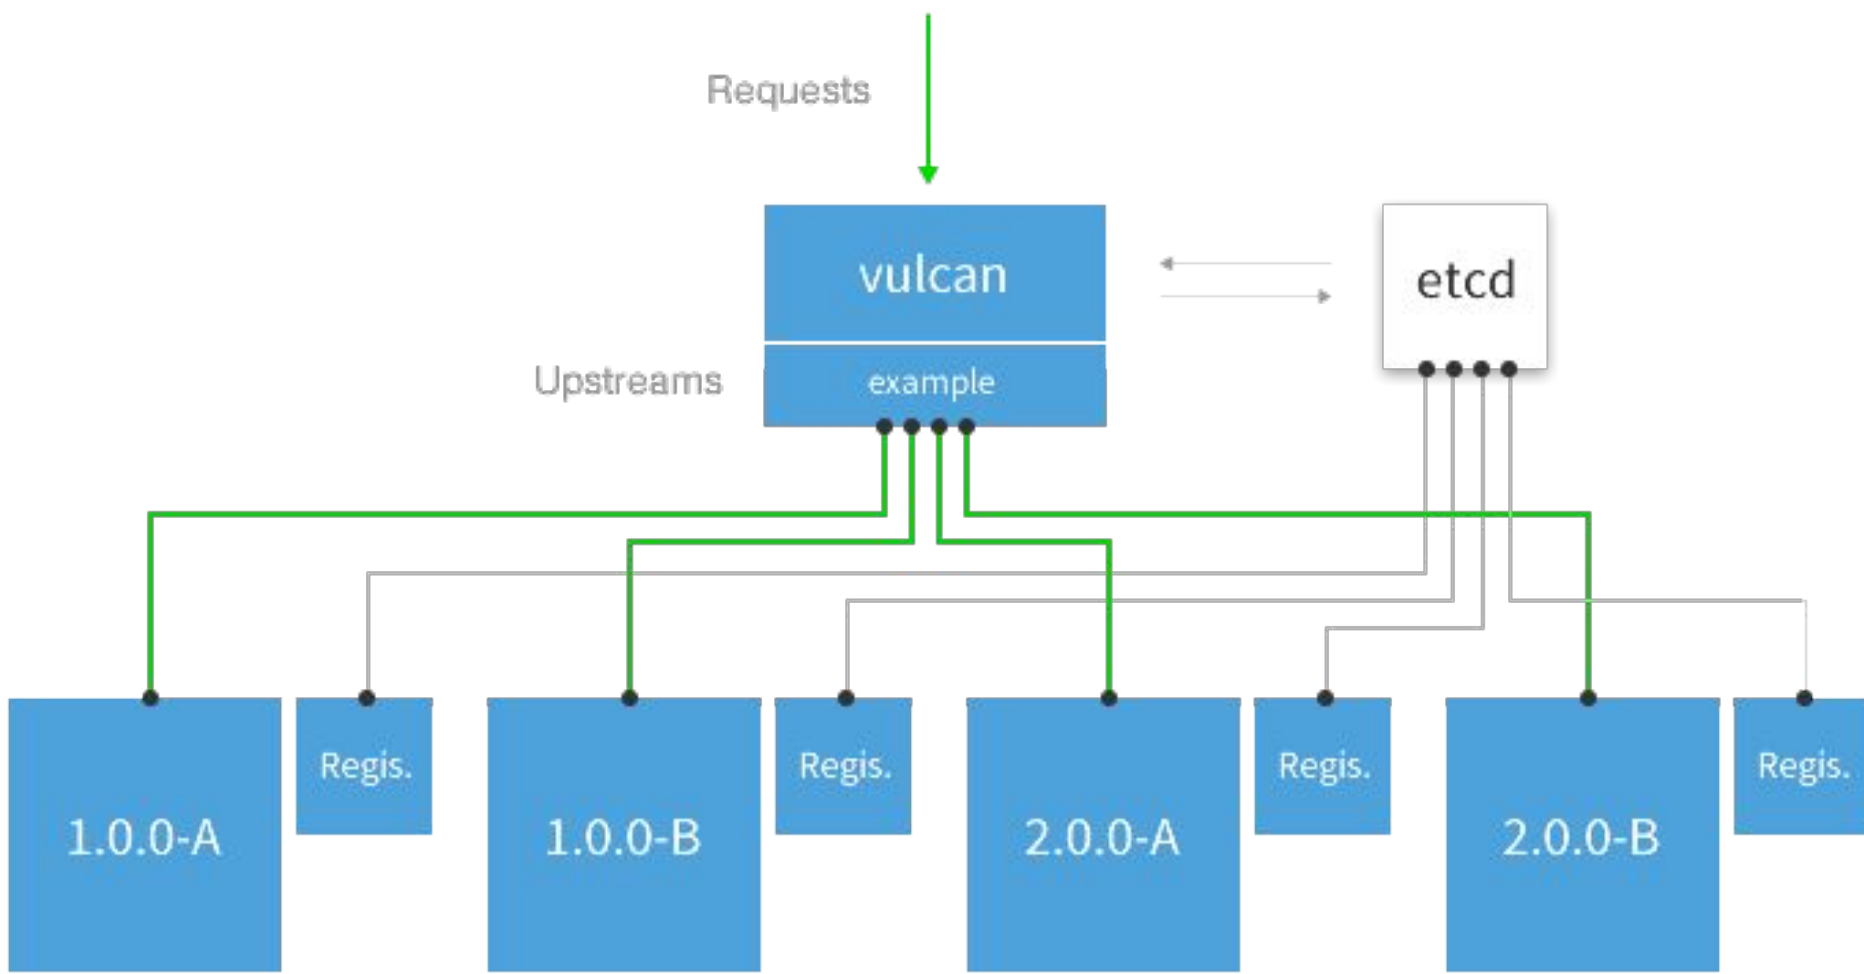 Requests
vulcan
etcd
Upstreams
example
Regis.
Regis.
Regis.
Regis.
1.0.0-A
1.0.0-B
2.0.0-A
2.0.0-B